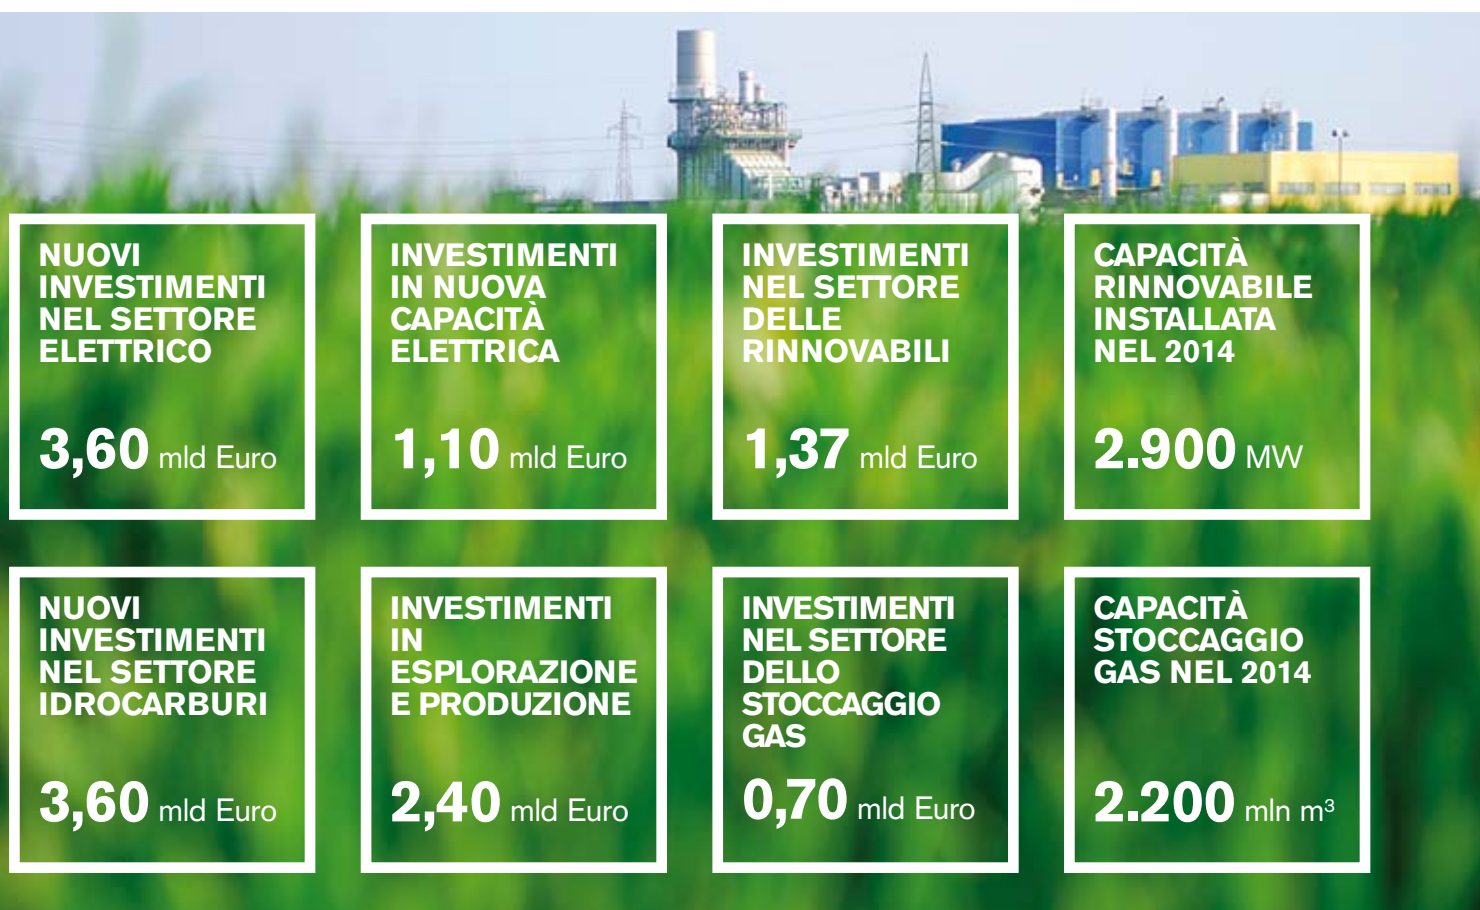 NUOVI
INVESTIMENTI
NEL SETTORE
ELETTRICO
3,60 mld Euro
INVESTIMENTI
IN NUOVA
CAPACITÀ
ELETTRICA
1,10 mld Euro
INVESTIMENTI
NEL SETTORE
DELLE
RINNOVABILI
1,37 mld Euro
CAPACITÀ
RINNOVABILE
INSTALLATA
NEL 2014
2.900 MW
NUOVI
INVESTIMENTI
NEL SETTORE
IDROCARBURI
3,60 mld Euro
INVESTIMENTI
IN
ESPLORAZIONE
E PRODUZIONE
2,40 mld Euro
INVESTIMENTI
NEL SETTORE
DELLO
STOCCAGGIO
GAS
0,70 mld Euro
CAPACITÀ
STOCCAGGIO
GAS NEL 2014
2.200 mln m³